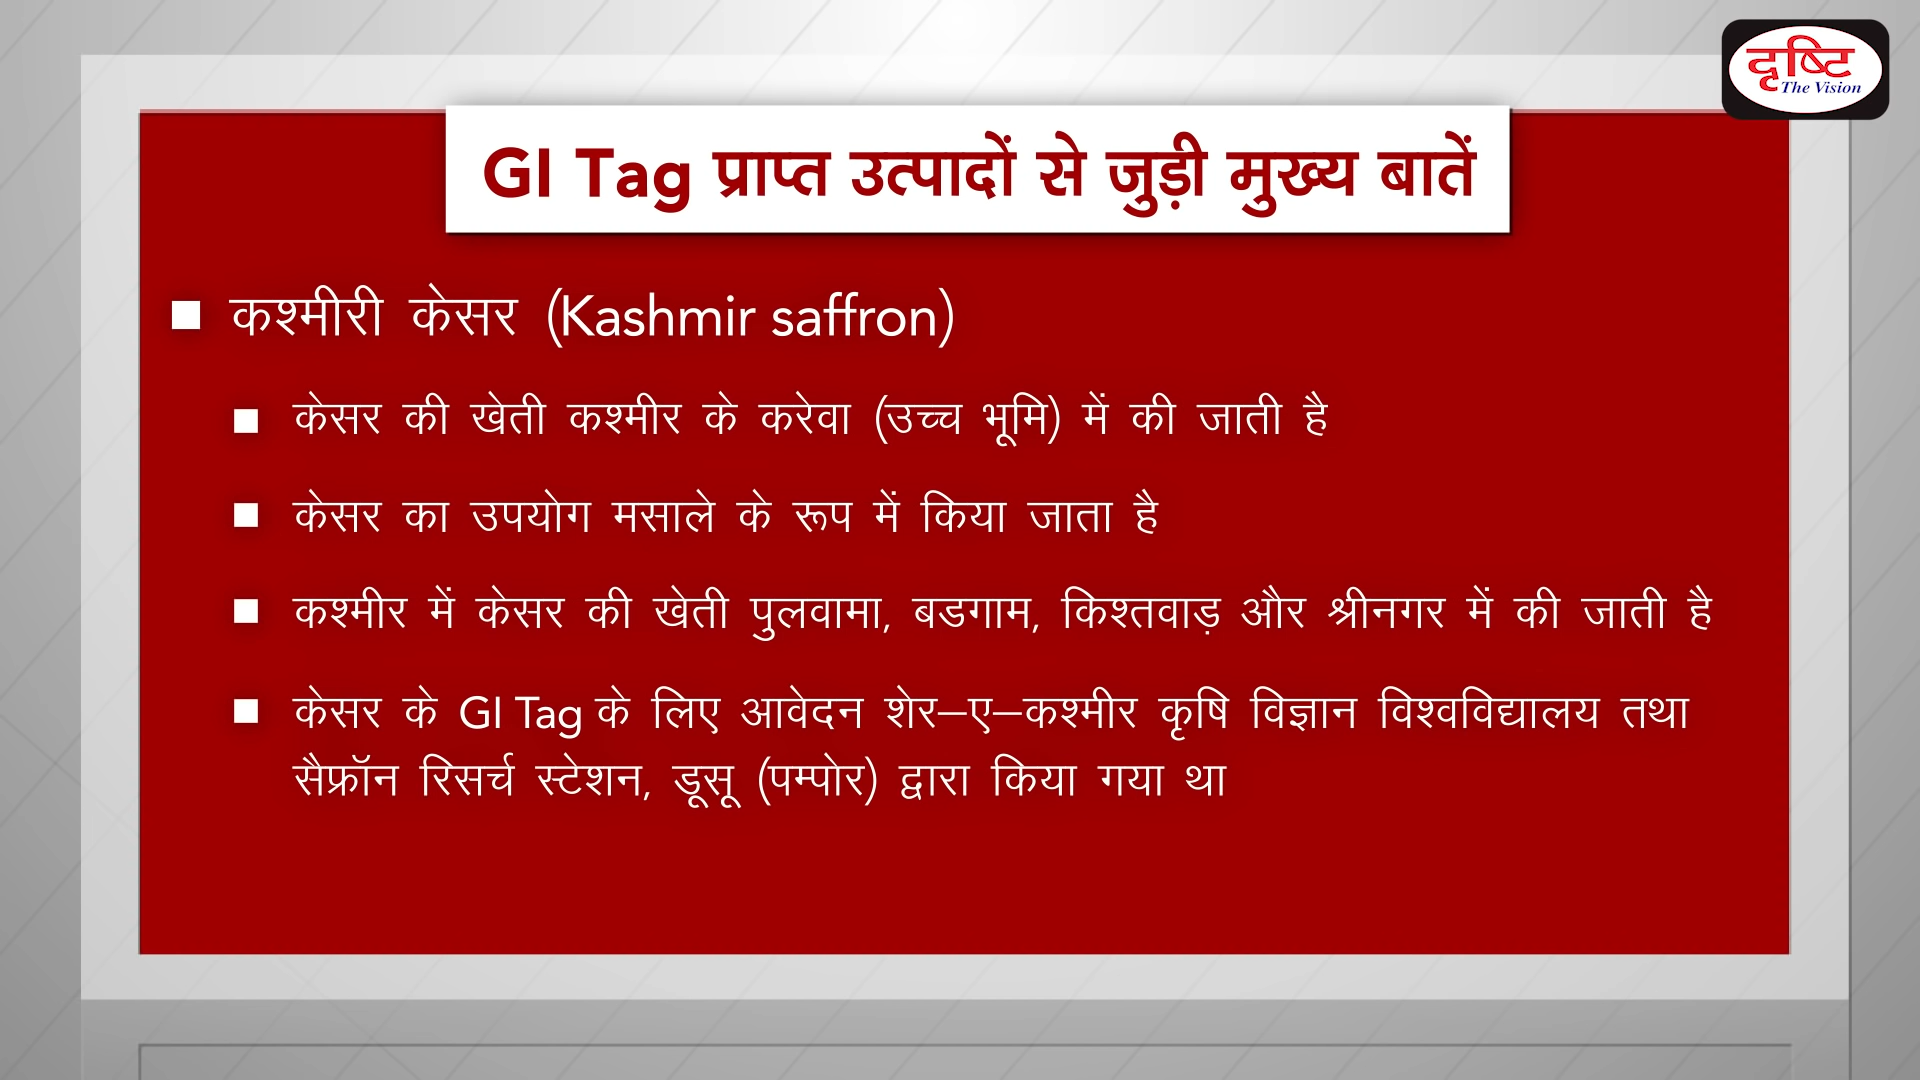 दृष्टि
The Vision
GI Tag प्राप्त उत्पादों से जुड़ी मुख्य बातें
कश्मीरी केसर (Kashmir saffron)
केसर की खेती कश्मीर के करेवा (उच्च भूमि) में की जाती है
केसर का उपयोग मसाले के रूप में किया जाता है
कश्मीर में केसर की खेती पुलवामा, बडगाम, किश्तवाड़ और श्रीनगर में की जाती है
केसर के GI Tag के लिए आवेदन शेर–ए–कश्मीर कृषि विज्ञान विश्वविद्यालय तथा
सैफ्रॉन रिसर्च स्टेशन, डूसू (पम्पोर) द्वारा किया गया था